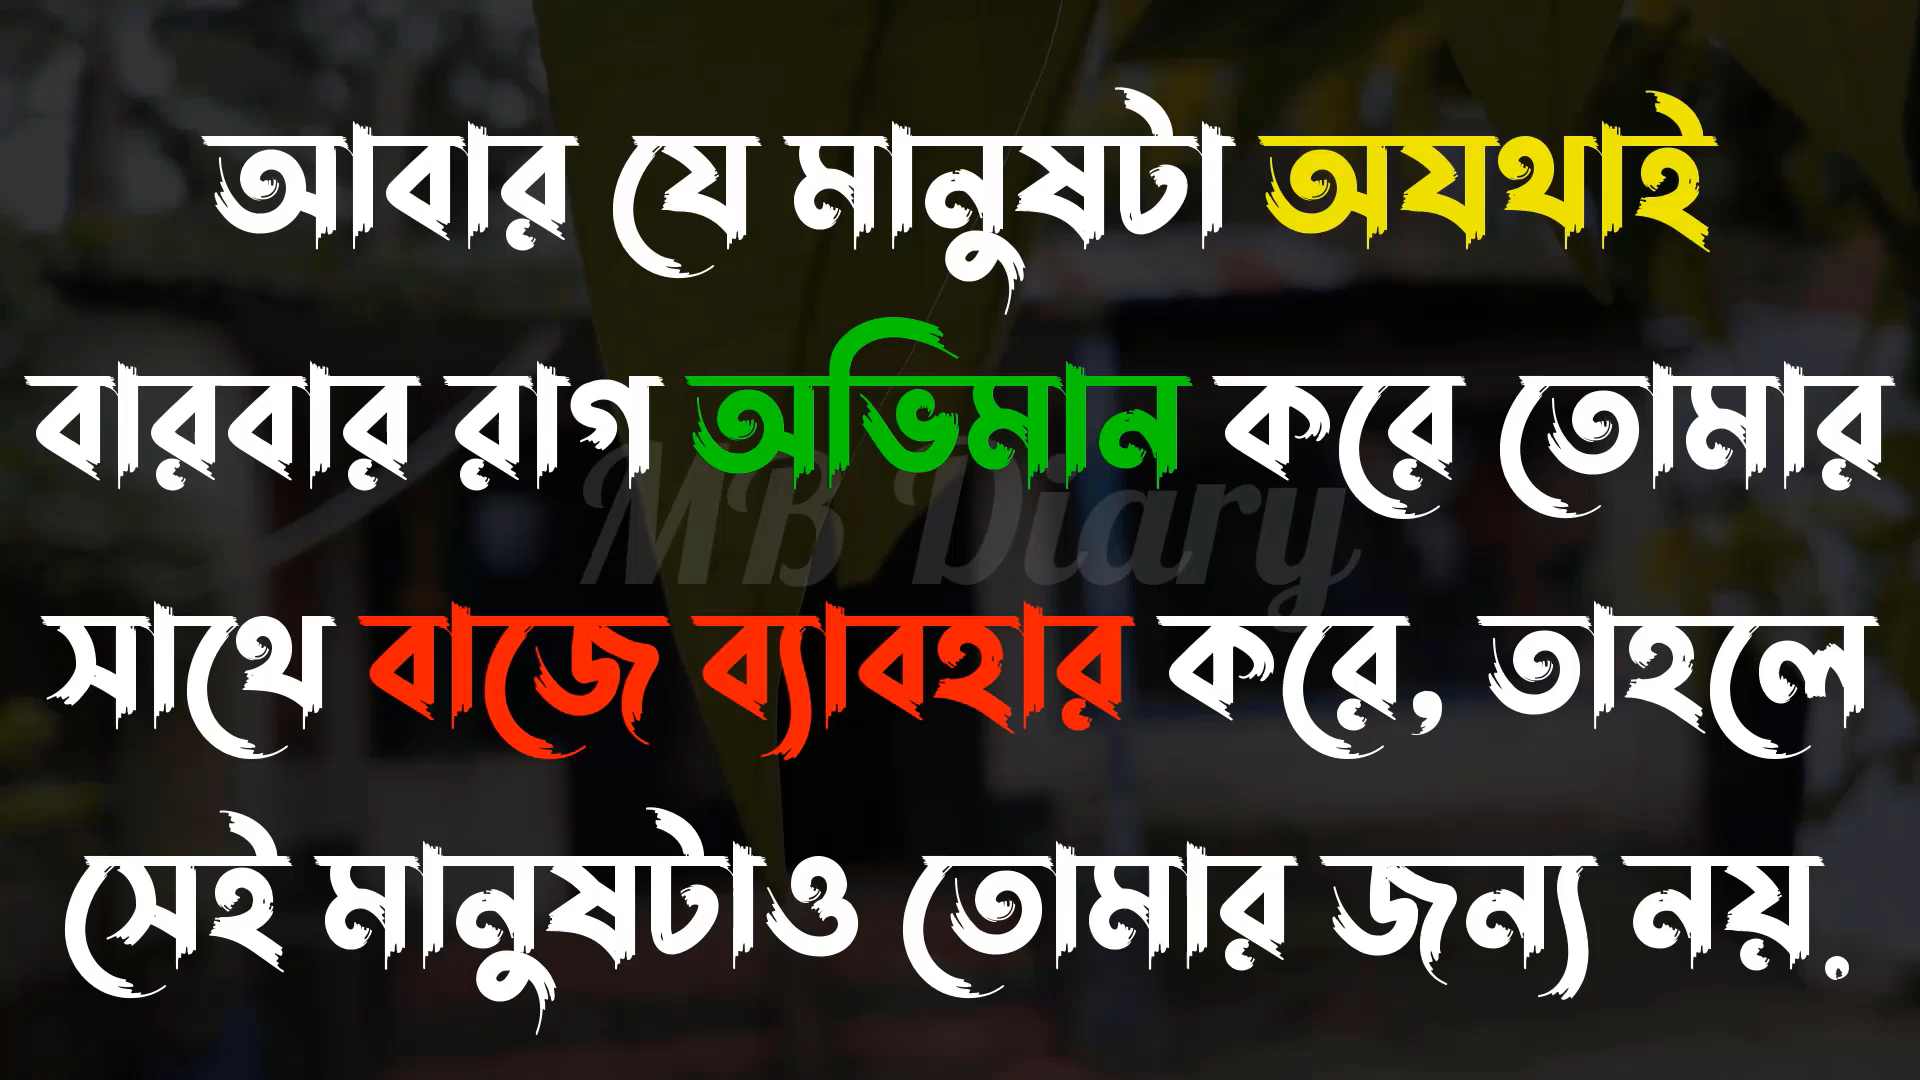 আবার যে মানুষটা অযথাই
বারবার রাগ অভিমান করে তোমার
MB Diary
সাথে বাজে ব্যাবহার করে, তাহলে
সেই মানুষটাও তোমার জন্য নয়.